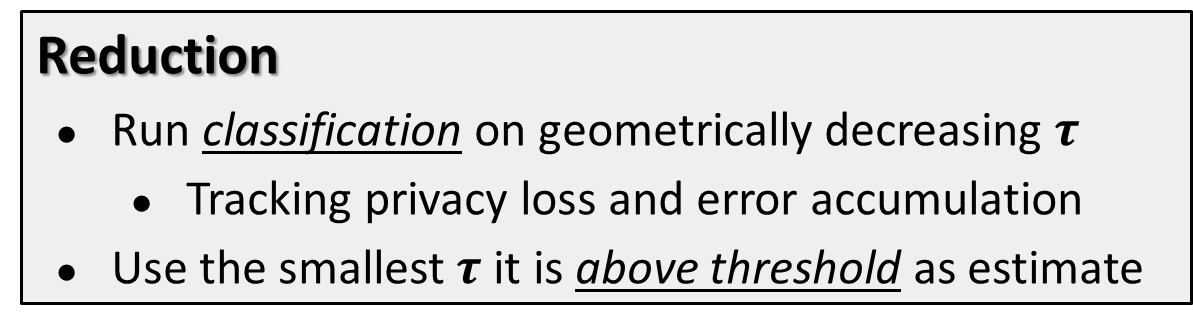 Reduction
● Run classification on geometrically decreasing τ
● Tracking privacy loss and error accumulation
● Use the smallest τ it is above threshold as estimate